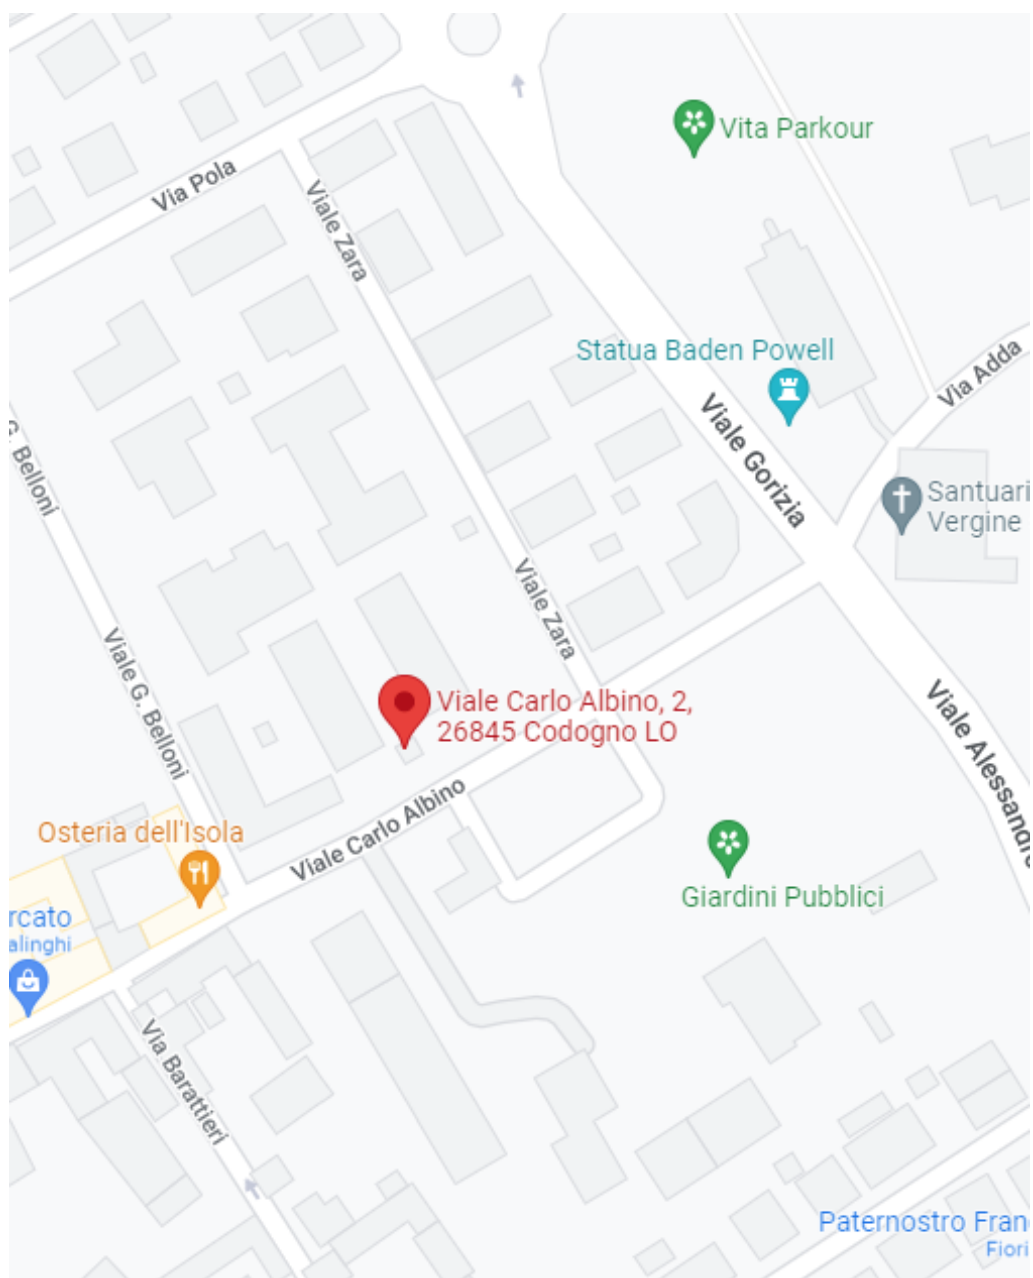 Vita Parkour
Via Pola
Viale Zara
Statua Baden Powell
Via Adda
Viale Gorizia
G. Belloni
Santuari
Vergine
Viale Zara
Viale G. Belloni
Viale Carlo Albino, 2,
26845 Codogno LO
Viale Alessandro
Viale Carlo Albino
Osteria dell'Isola
Giardini Pubblici
rcato
alinghi
Via Barattieri
Paternostro Fran
Fiori